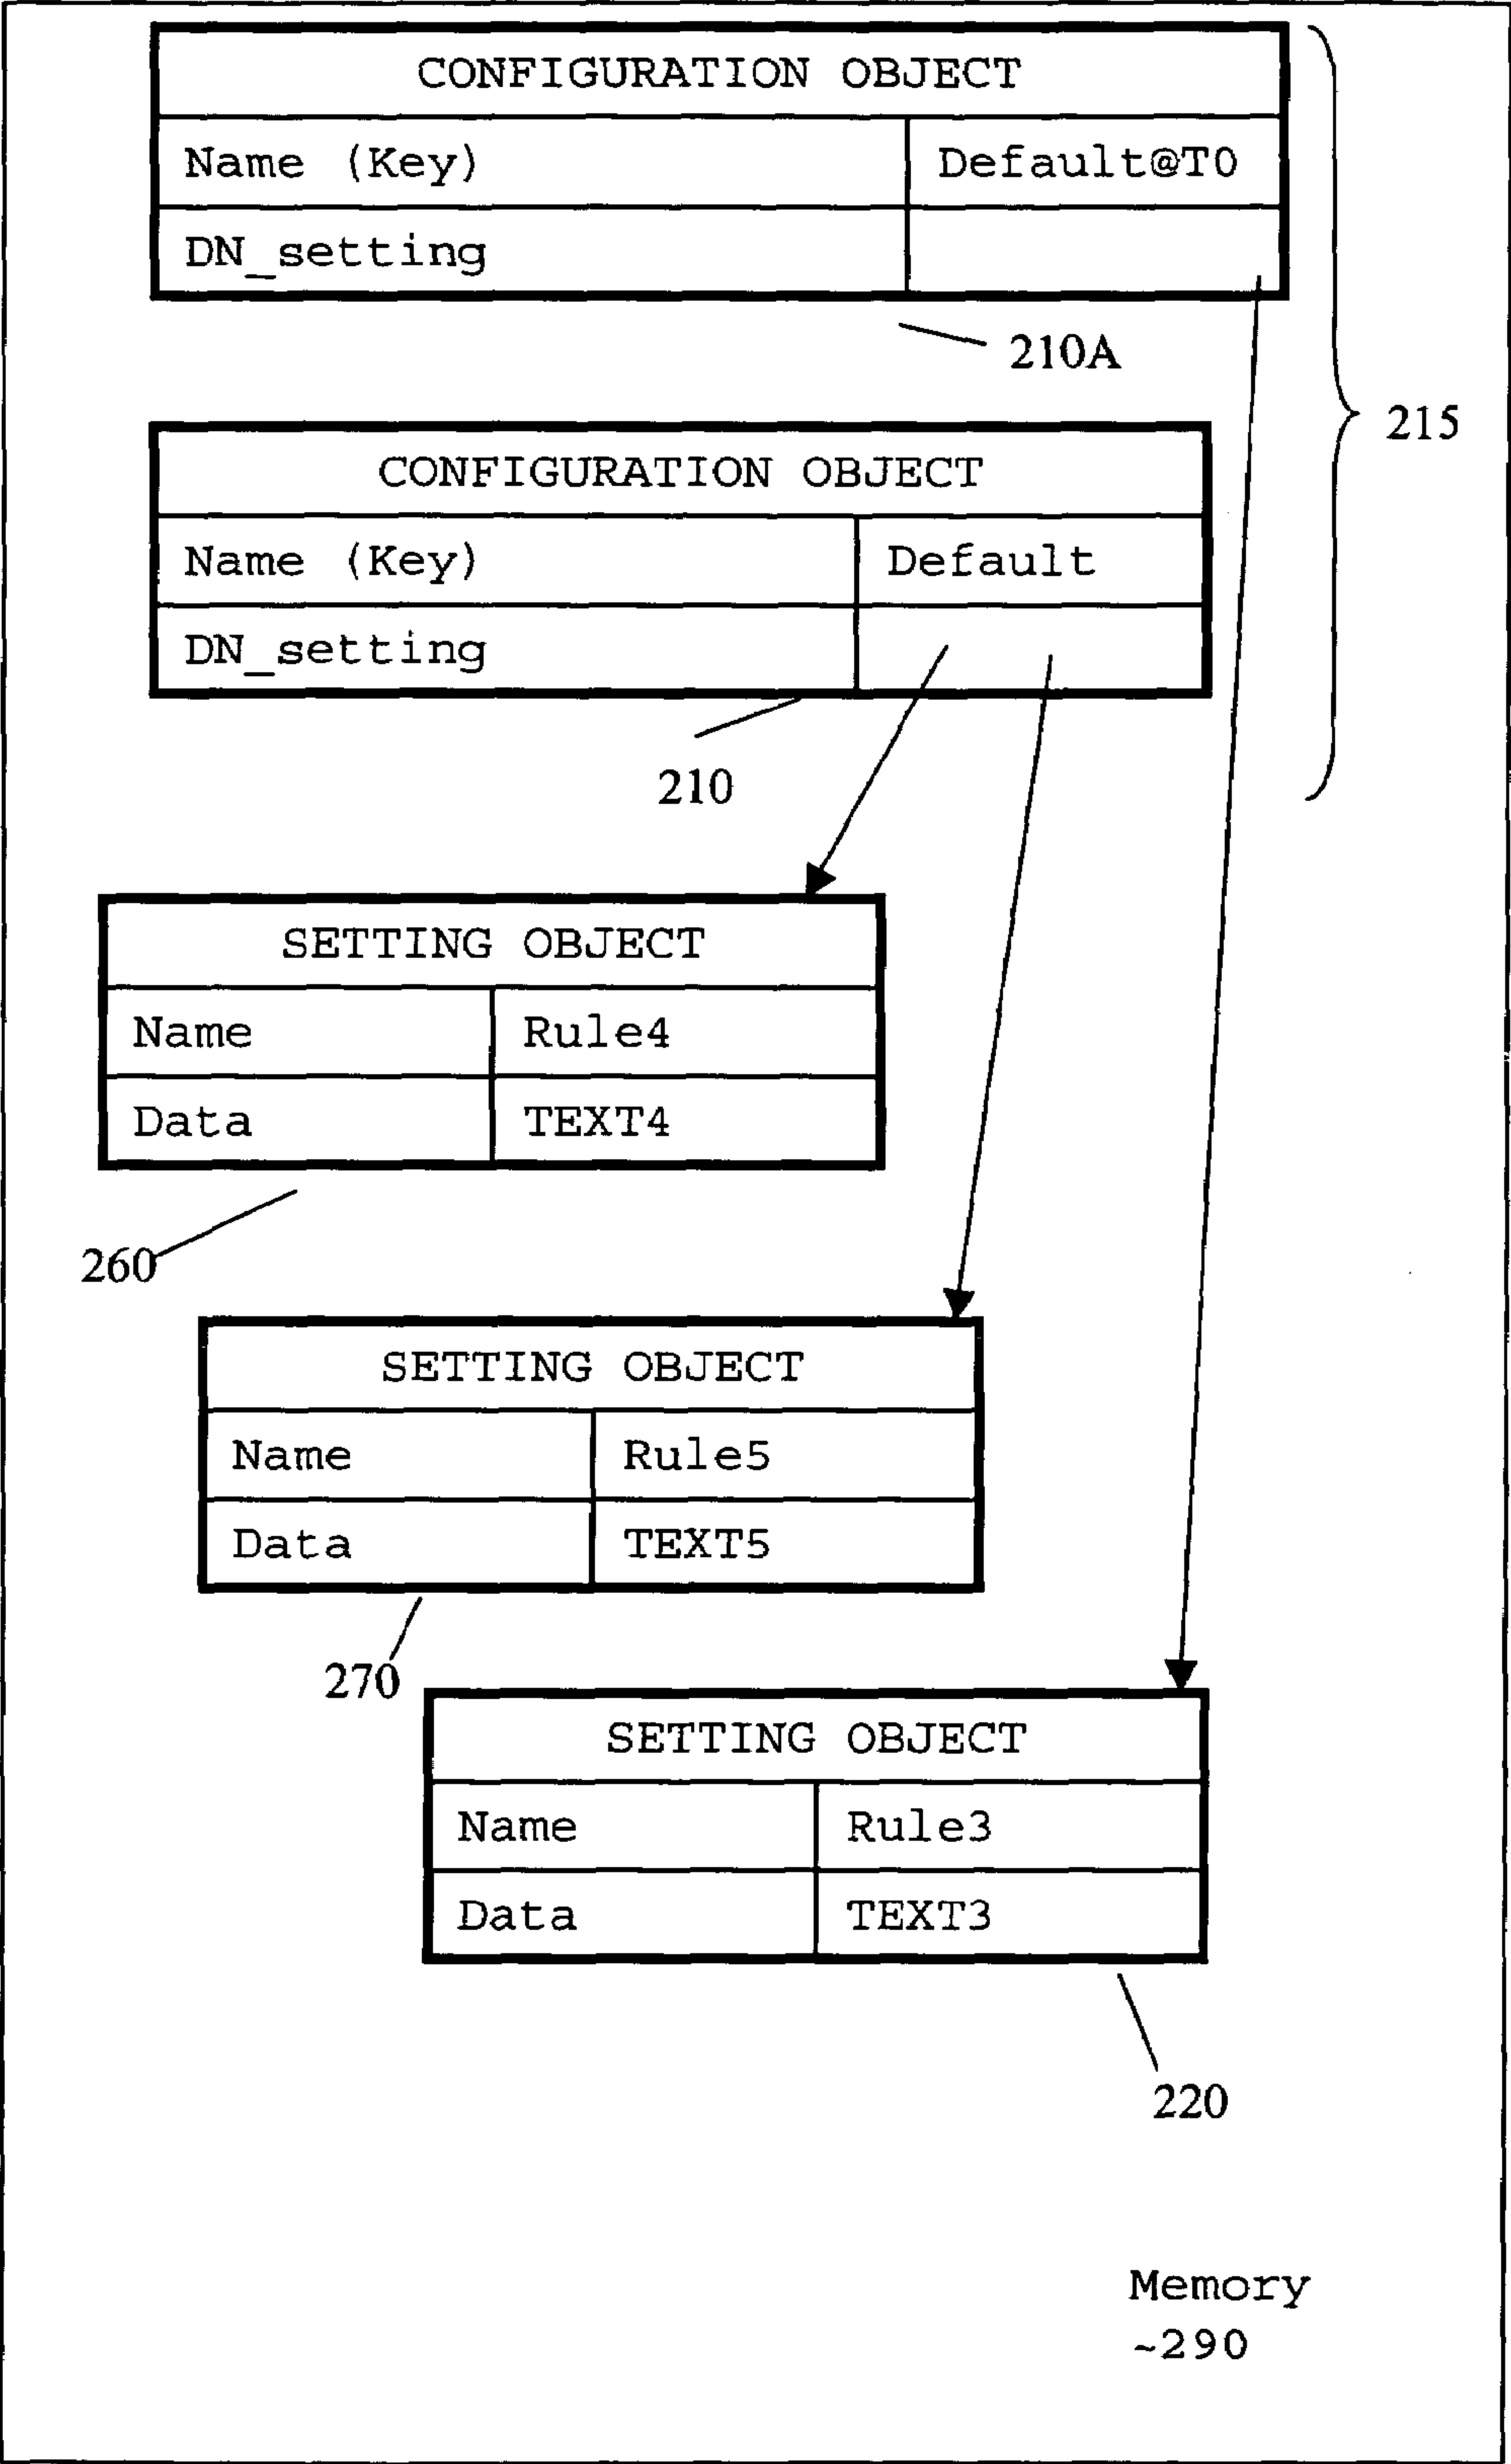 CONFIGURATION OBJECT
Name (Key) Default@T0
DN_setting
210A
215
CONFIGURATION OBJECT
Name (Key) Default
DN_setting
210
SETTING OBJECT
Name Rule4
Data TEXT4
260
SETTING OBJECT
Name Rule5
Data TEXT5
270
SETTING OBJECT
Name Rule3
Data TEXT3
220
Memory
~290